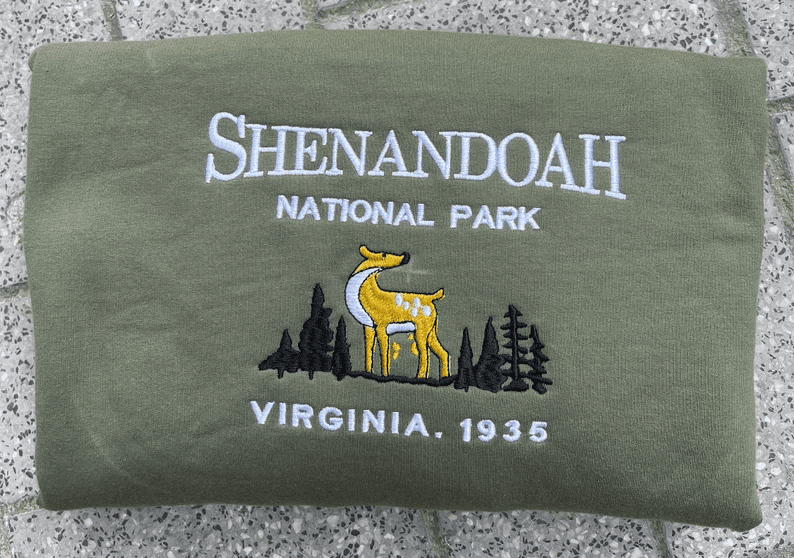 SHENANDOAH
NATIONAL PARK
VIRGINIA. 1935